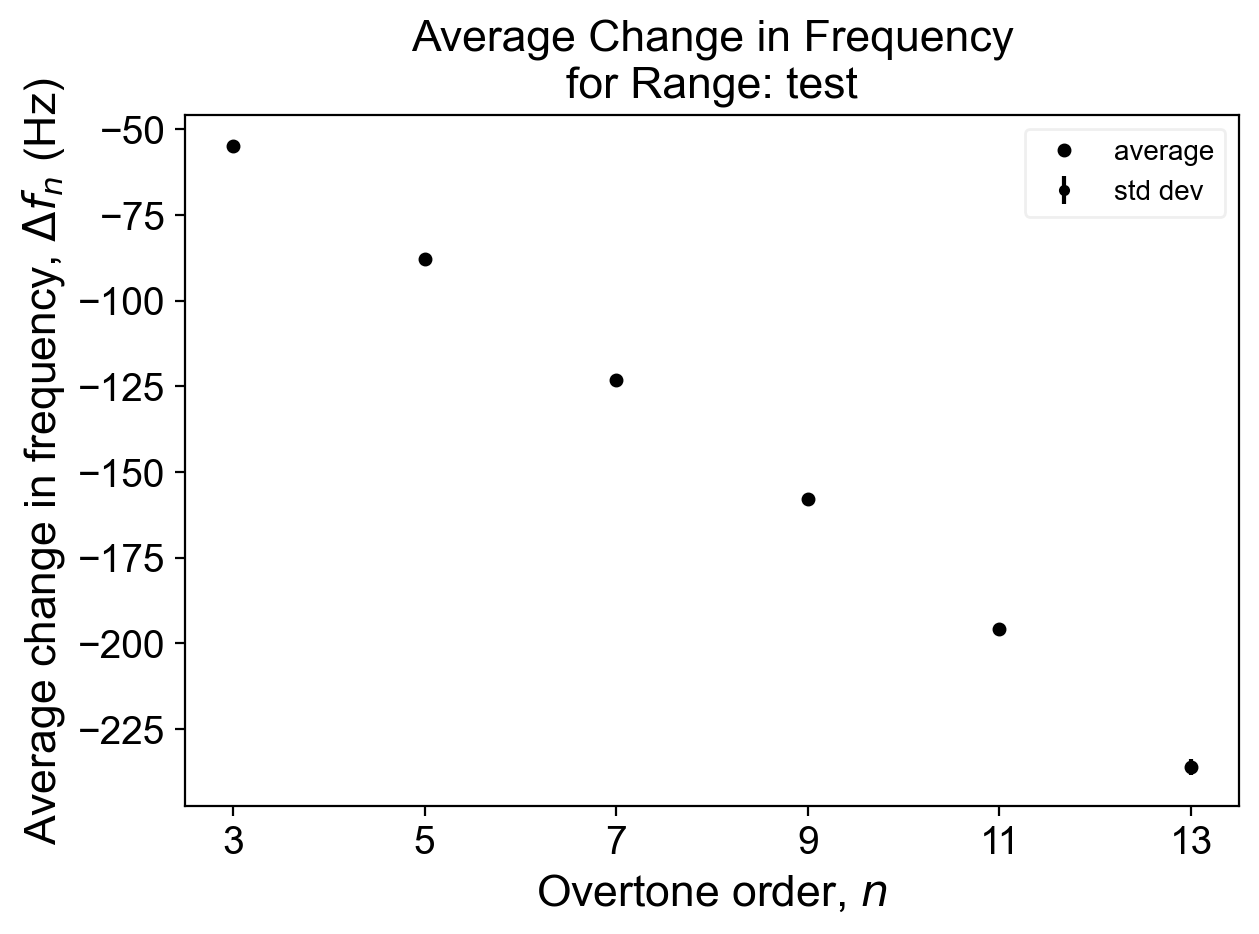 Average Change in Frequency
for Range: test
Average change in frequency, Δfₙ (Hz)
−50
−75
−100
−125
−150
−175
−200
−225
average
std dev
3 5 7 9 11 13
Overtone order, n